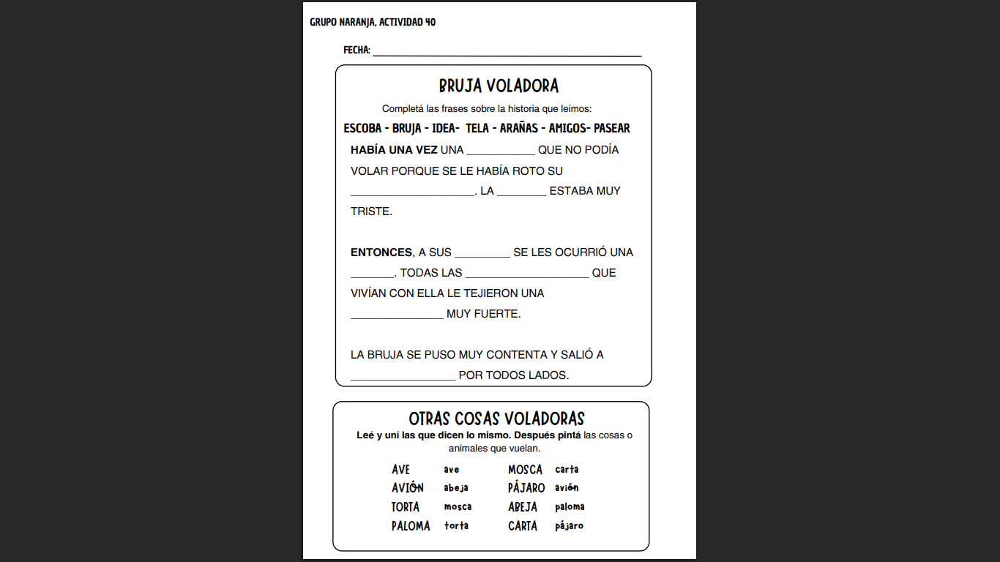 GRUPO NARANJA, ACTIVIDAD 40
FECHA: ____________________
BRUJA VOLADORA
Completá las frases sobre la historia que leímos:
ESCOBA - BRUJA - IDEA- TELA - ARAÑAS - AMIGOS- PASEAR
HABÍA UNA VEZ UNA ___________ QUE NO PODÍA
VOLAR PORQUE SE LE HABÍA ROTO SU
____________________. LA ________ ESTABA MUY
TRISTE.
ENTONCES, A SUS _________ SE LES OCURRIÓ UNA
_______. TODAS LAS ____________________ QUE
VIVÍAN CON ELLA LE TEJIERON UNA
_______________ MUY FUERTE.
LA BRUJA SE PUSO MUY CONTENTA Y SALIÓ A
_________________ POR TODOS LADOS.
OTRAS COSAS VOLADORAS
Leé y uní las que dicen lo mismo. Después pintá las cosas o
animales que vuelan.
AVE ave MOSCA carta
AVIÓN abeja PÁJARO avión
TORTA mosca ABEJA paloma
PALOMA torta CARTA pájaro